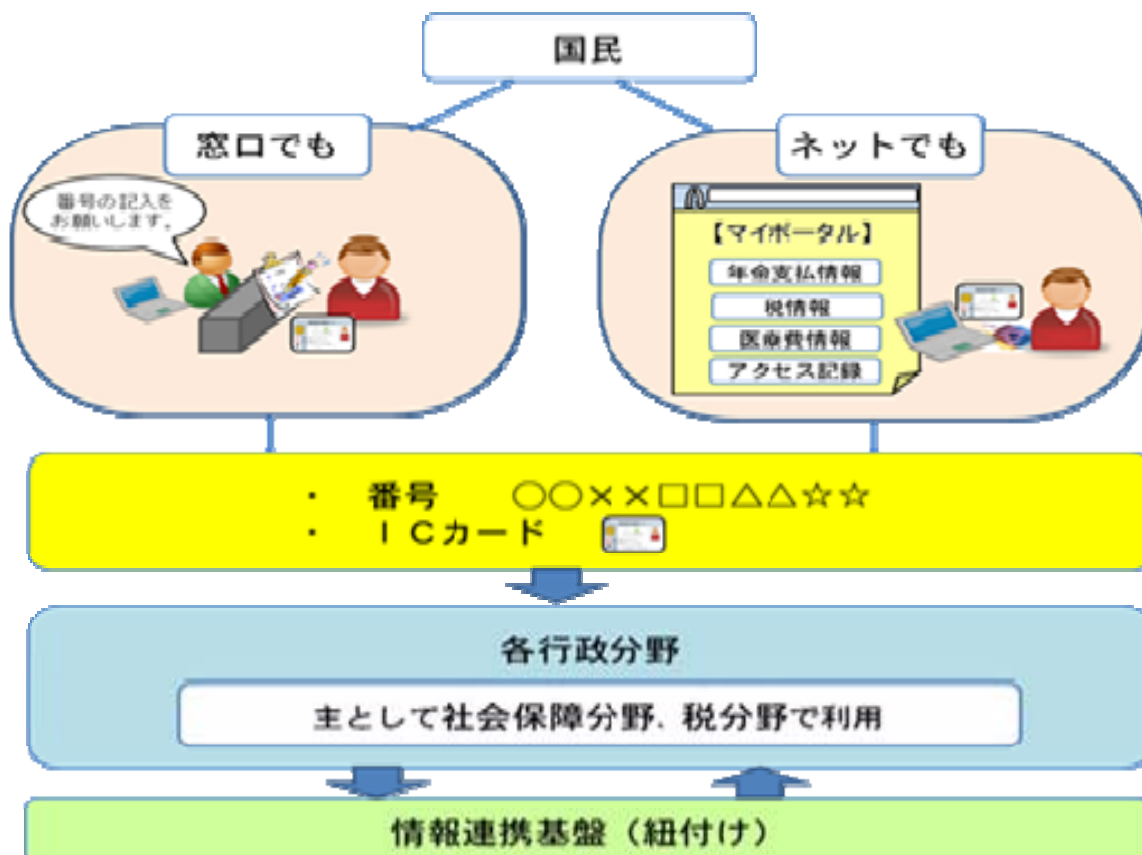 国民
窓口でも
番号の記入を
お願いします。
ネットでも
【マイポータル】
年金支払情報
税情報
医療費情報
アクセス記録
・ 番号 ○○××□□△△☆☆
・ ICカード
各行政分野
主として社会保障分野、税分野で利用
情報連携基盤（紐付け）